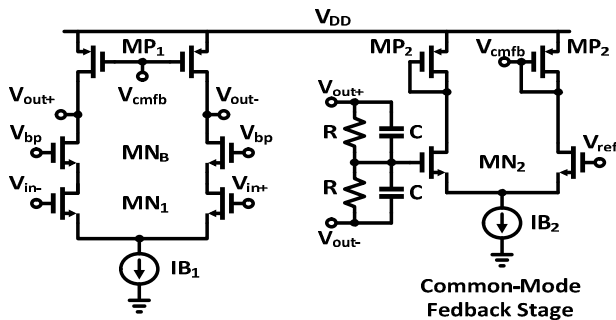 VDD
MP1
MP2
Vcmfb
MP2
Vout+
Vcmfb
Vout-
Vout+
Vbp
MNB
Vbp
R
C
Vref
Vin-
MN1
Vin+
R
C
MN2
Vout-
IB1
IB2
Common-Mode
Fedback Stage